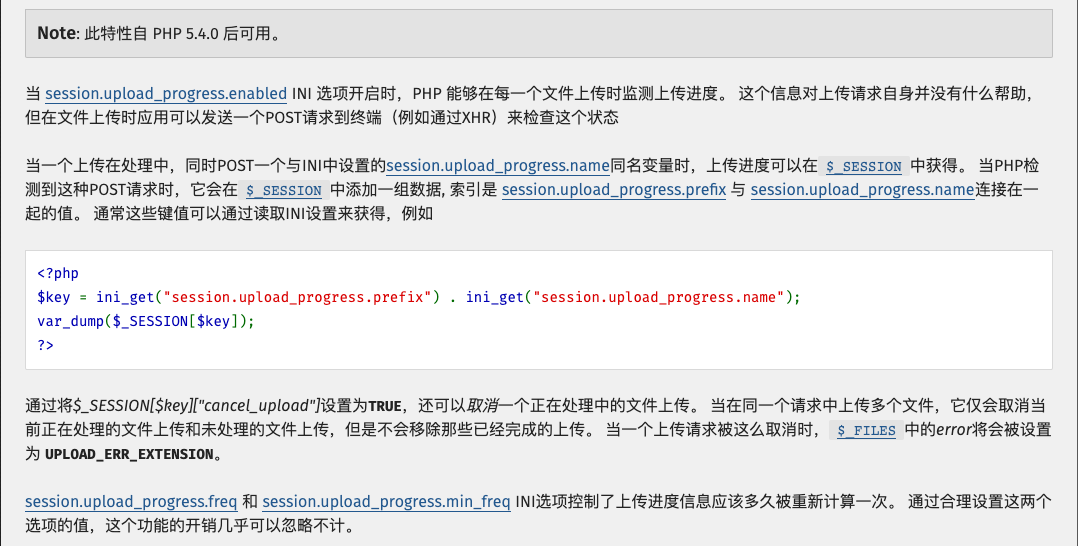 Note: 此特性自 PHP 5.4.0 后可用。
当 session.upload_progress.enabled INI 选项开启时，PHP 能够在每一个文件上传时监测上传进度。 这个信息对上传请求自身并没有什么帮助，
但在文件上传时应用可以发送一个POST请求到终端（例如通过XHR）来检查这个状态
当一个上传在处理中，同时POST一个与INI中设置的session.upload_progress.name同名变量时，上传进度可以在 $_SESSION 中获得。 当PHP检
测到这种POST请求时，它会在 $_SESSION 中添加一组数据, 索引是 session.upload_progress.prefix 与 session.upload_progress.name连接在一
起的值。 通常这些键值可以通过读取INI设置来获得，例如
<?php
$key = ini_get("session.upload_progress.prefix") . ini_get("session.upload_progress.name");
var_dump($_SESSION[$key]);
?>
通过将$_SESSION[$key]["cancel_upload"]设置为TRUE，还可以取消一个正在处理中的文件上传。 当在同一个请求中上传多个文件，它仅会取消当
前正在处理的文件上传和未处理的文件上传，但是不会移除那些已经完成的上传。 当一个上传请求被这么取消时， $_FILES 中的error将会被设置
为 UPLOAD_ERR_EXTENSION。
session.upload_progress.freq 和 session.upload_progress.min_freq INI选项控制了上传进度信息应该多久被重新计算一次。 通过合理设置这两个
选项的值，这个功能的开销几乎可以忽略不计。